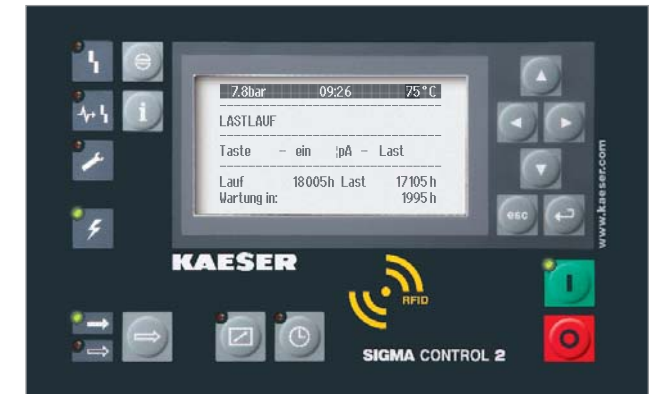 7.8bar 09:26 75°C
LASTLAUF
Taste – ein ¦pA – Last
Lauf 18005h Last 17105h
Wartung in: 1995h
i
esc
www.kaeser.com
KAESER
RFID
I
O
SIGMA CONTROL 2